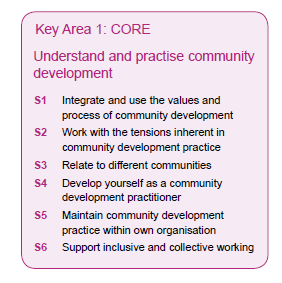 Key Area 1: CORE
Understand and practise community
development
S1 Integrate and use the values and
process of community development
S2 Work with the tensions inherent in
community development practice
S3 Relate to different communities
S4 Develop yourself as a community
development practitioner
S5 Maintain community development
practice within own organisation
S6 Support inclusive and collective working